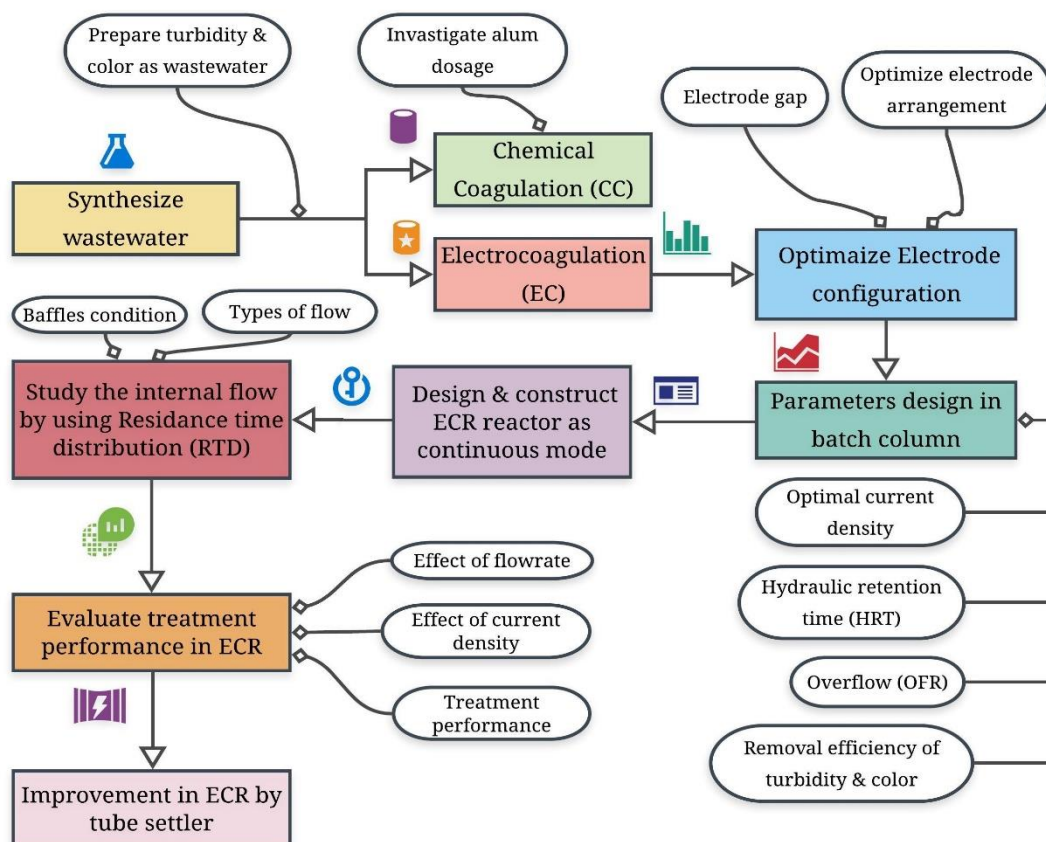 Prepare turbidity &
color as wastewater
Invastigate alum
dosage
Electrode gap
Optimize electrode
arrangement
Synthesize
wastewater
Chemical
Coagulation (CC)
Electrocoagulation
(EC)
Optimaize Electrode
configuration
Baffles condition
Types of flow
Study the internal flow
by using Residance time
distribution (RTD)
Design & construct
ECR reactor as
continuous mode
Parameters design in
batch column
Optimal current
density
Hydraulic retention
time (HRT)
Overflow (OFR)
Removal efficiency of
turbidity & color
Evaluate treatment
performance in ECR
Effect of flowrate
Effect of current
density
Treatment
performance
Improvement in ECR by
tube settler